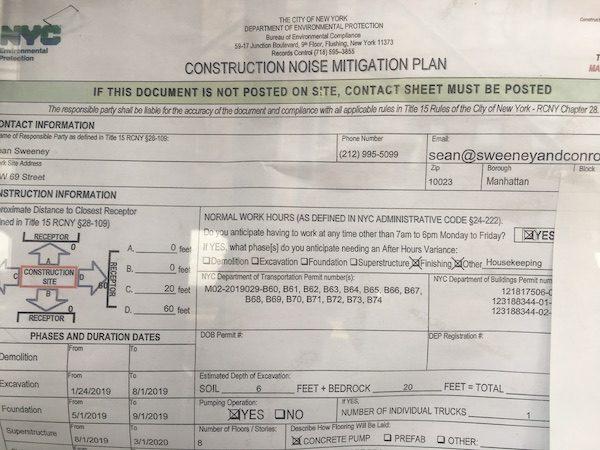 THE CITY OF NEW YORK
DEPARTMENT OF ENVIRONMENTAL PROTECTION
Bureau of Environmental Compliance
59-17 Junction Boulevard, 9th Floor, Flushing, New York 11373
Records Control (718) 595-3855
NYC
Environmental
Protection
CONSTRUCTION NOISE MITIGATION PLAN
IF THIS DOCUMENT IS NOT POSTED ON SITE, CONTACT SHEET MUST BE POSTED
The responsible party shall be liable for the accuracy of the document and compliance with all applicable rules in Title 15 Rules of the City of New York - RCNY Chapter 28.
ONTACT INFORMATION
ame of Responsible Party as defined in Title 15 RCNY §28-109: Phone Number Email:
an Sweeney (212) 995-5099 sean@sweeneyandconro
rk Site Address Zip Borough Block
W 69 Street 10023 Manhattan
NSTRUCTION INFORMATION
roximate Distance to Closest Receptor
ined in Title 15 RCNY §28-109)
RECEPTOR
0
A
CONSTRUCTION
SITE
B
RECEPTOR
0
RECEPTOR
60
A. 0 feet
B. 0 feet
C. 20 feet
D. 60 feet
NORMAL WORK HOURS (AS DEFINED IN NYC ADMINISTRATIVE CODE §24-222).
Do you anticipate having to work at any time other than 7am to 6pm Monday to Friday? YES
If YES, what phase[s] do you anticipate needing an After Hours Variance:
Demolition Excavation Foundation Superstructure Finishing Other Housekeeping
NYC Department of Transportation Permit number(s): NYC Department of Buildings Permit num
M02-2019029-B60, B61, B62, B63, B64, B65, B66, B67, 121817506-0
B68, B69, B70, B71, B72, B73, B74 123188344-01-
123188344-02-
DOB Permit #: DEP Registration #:
PHASES AND DURATION DATES
Demolition From To
Excavation From 1/24/2019 To 8/1/2019
Foundation From 5/1/2019 To 9/1/2019
Superstructure From 8/1/2019 To 3/1/2020
Estimated Depth of Excavation:
SOIL 6 FEET + BEDROCK 20 FEET = TOTAL
Pumping Operation: If YES,
YES NO NUMBER OF INDIVIDUAL TRUCKS 1
Number of Floors / Stories: Describe How Flooring Will Be Laid:
8 CONCRETE PUMP PREFAB OTHER: